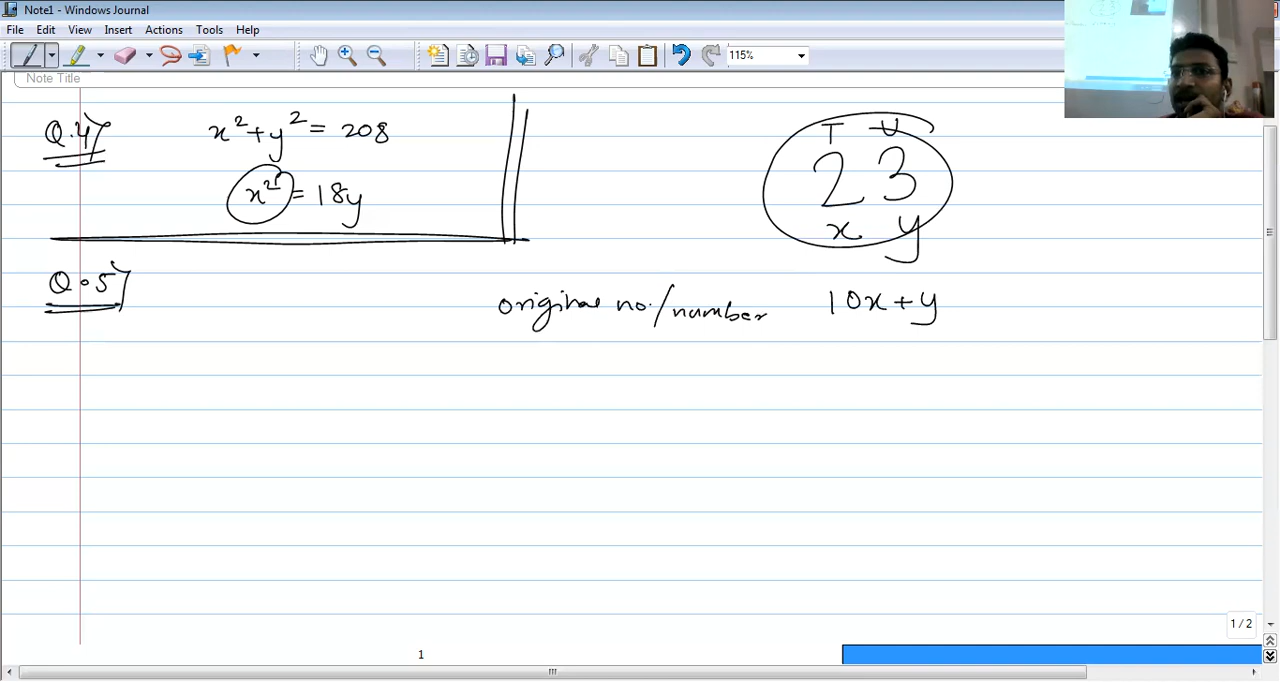 Note1 - Windows Journal
File Edit View Insert Actions Tools Help
115%
Note Title
Q.4) x²+y²= 208
x² = 18y
T U
2 3
x y
Q.5) original no./number 10x+y
1 / 2
1